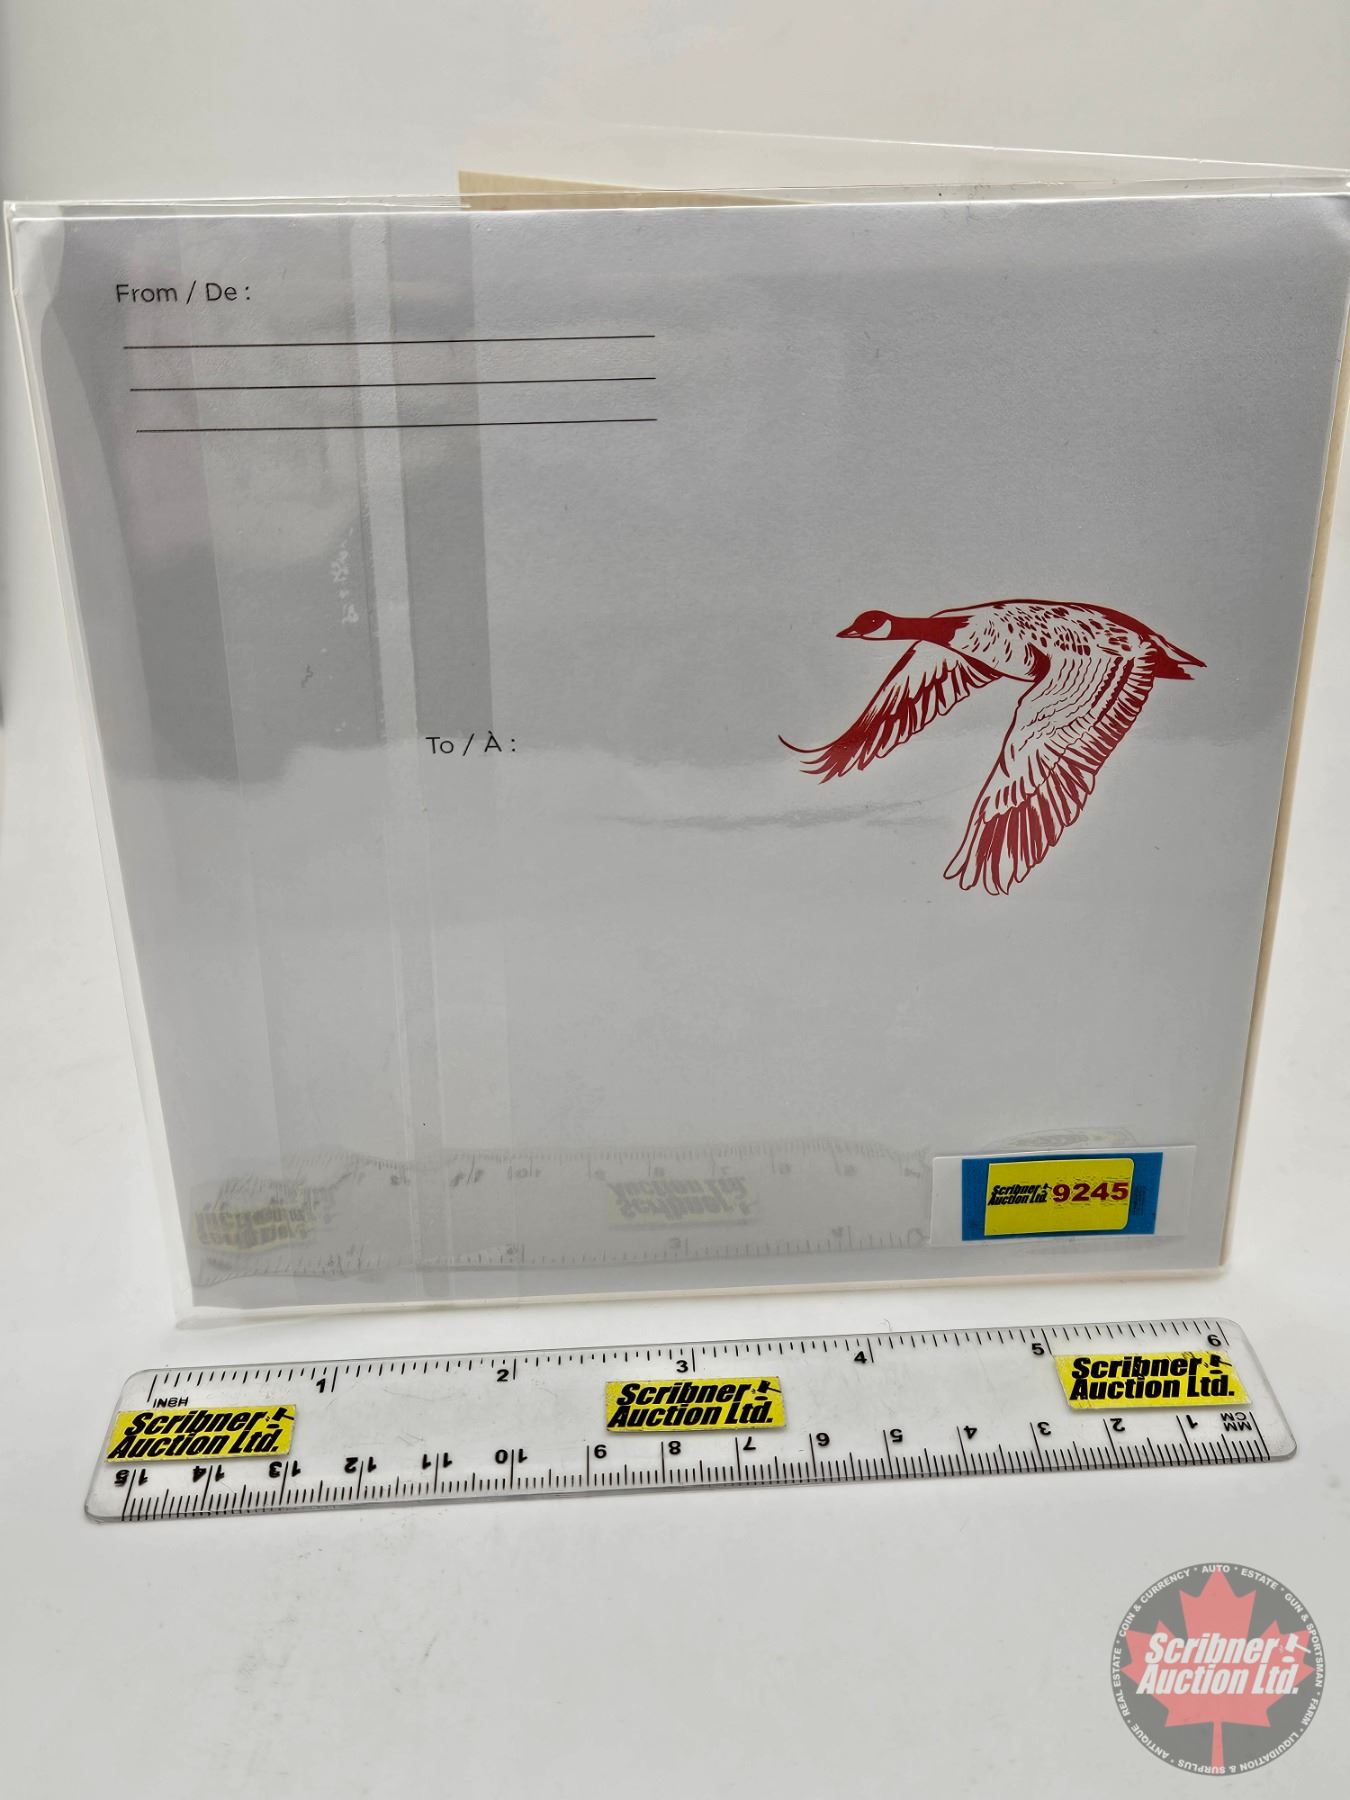 From / De :
To / À :
Scribner Auction Ltd. 9245
1 2 3 4 5 6
INCH
Scribner Auction Ltd.
Scribner Auction Ltd.
Scribner Auction Ltd.
15 14 13 12 11 10 9 8 7 6 5 4 3 2 1 MM CM
ANTIQUE • REAL ESTATE • COIN & CURRENCY • AUTO • ESTATE • GUN & SPORTSMAN • FARM • LIQUIDATION & SURPLUS •
Scribner
Auction Ltd.